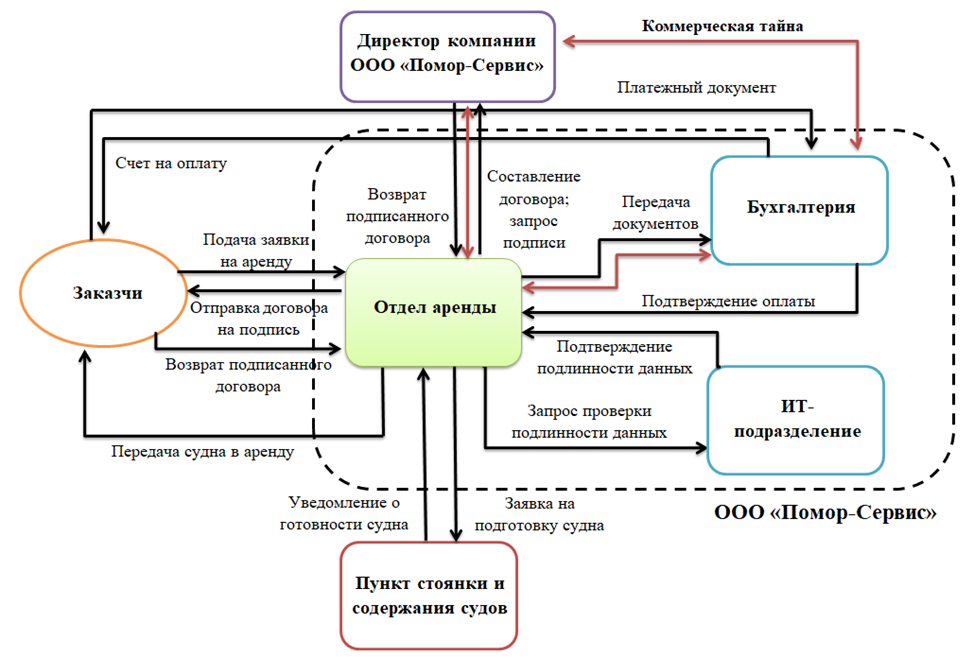 Директор компании
ООО «Помор-Сервис»
Коммерческая тайна
Платежный документ
Счет на оплату
Возврат
подписанного
договора
Составление
договора;
запрос
подписи
Передача
документов
Бухгалтерия
Подача заявки
на аренду
Заказчи
Отправка договора
на подпись
Отдел аренды
Подтверждение оплаты
Возврат подписанного
договора
Подтверждение
подлинности данных
Запрос проверки
подлинности данных
ИТ-
подразделение
Передача судна в аренду
Уведомление о
готовности судна
Заявка на
подготовку судна
ООО «Помор-Сервис»
Пункт стоянки и
содержания судов